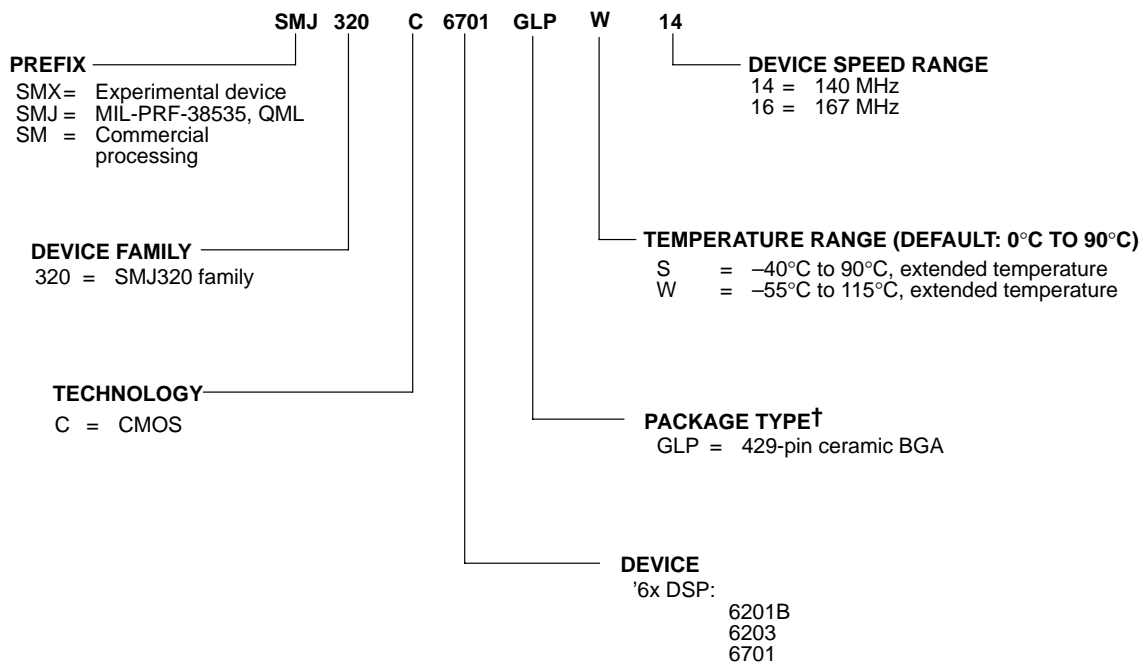 SMJ 320 C 6701 GLP W 14
PREFIX
SMX = Experimental device
SMJ = MIL-PRF-38535, QML
SM = Commercial
processing
DEVICE SPEED RANGE
14 = 140 MHz
16 = 167 MHz
DEVICE FAMILY
320 = SMJ320 family
TEMPERATURE RANGE (DEFAULT: 0°C TO 90°C)
S = –40°C to 90°C, extended temperature
W = –55°C to 115°C, extended temperature
TECHNOLOGY
C = CMOS
PACKAGE TYPE†
GLP = 429-pin ceramic BGA
DEVICE
’6x DSP:
6201B
6203
6701